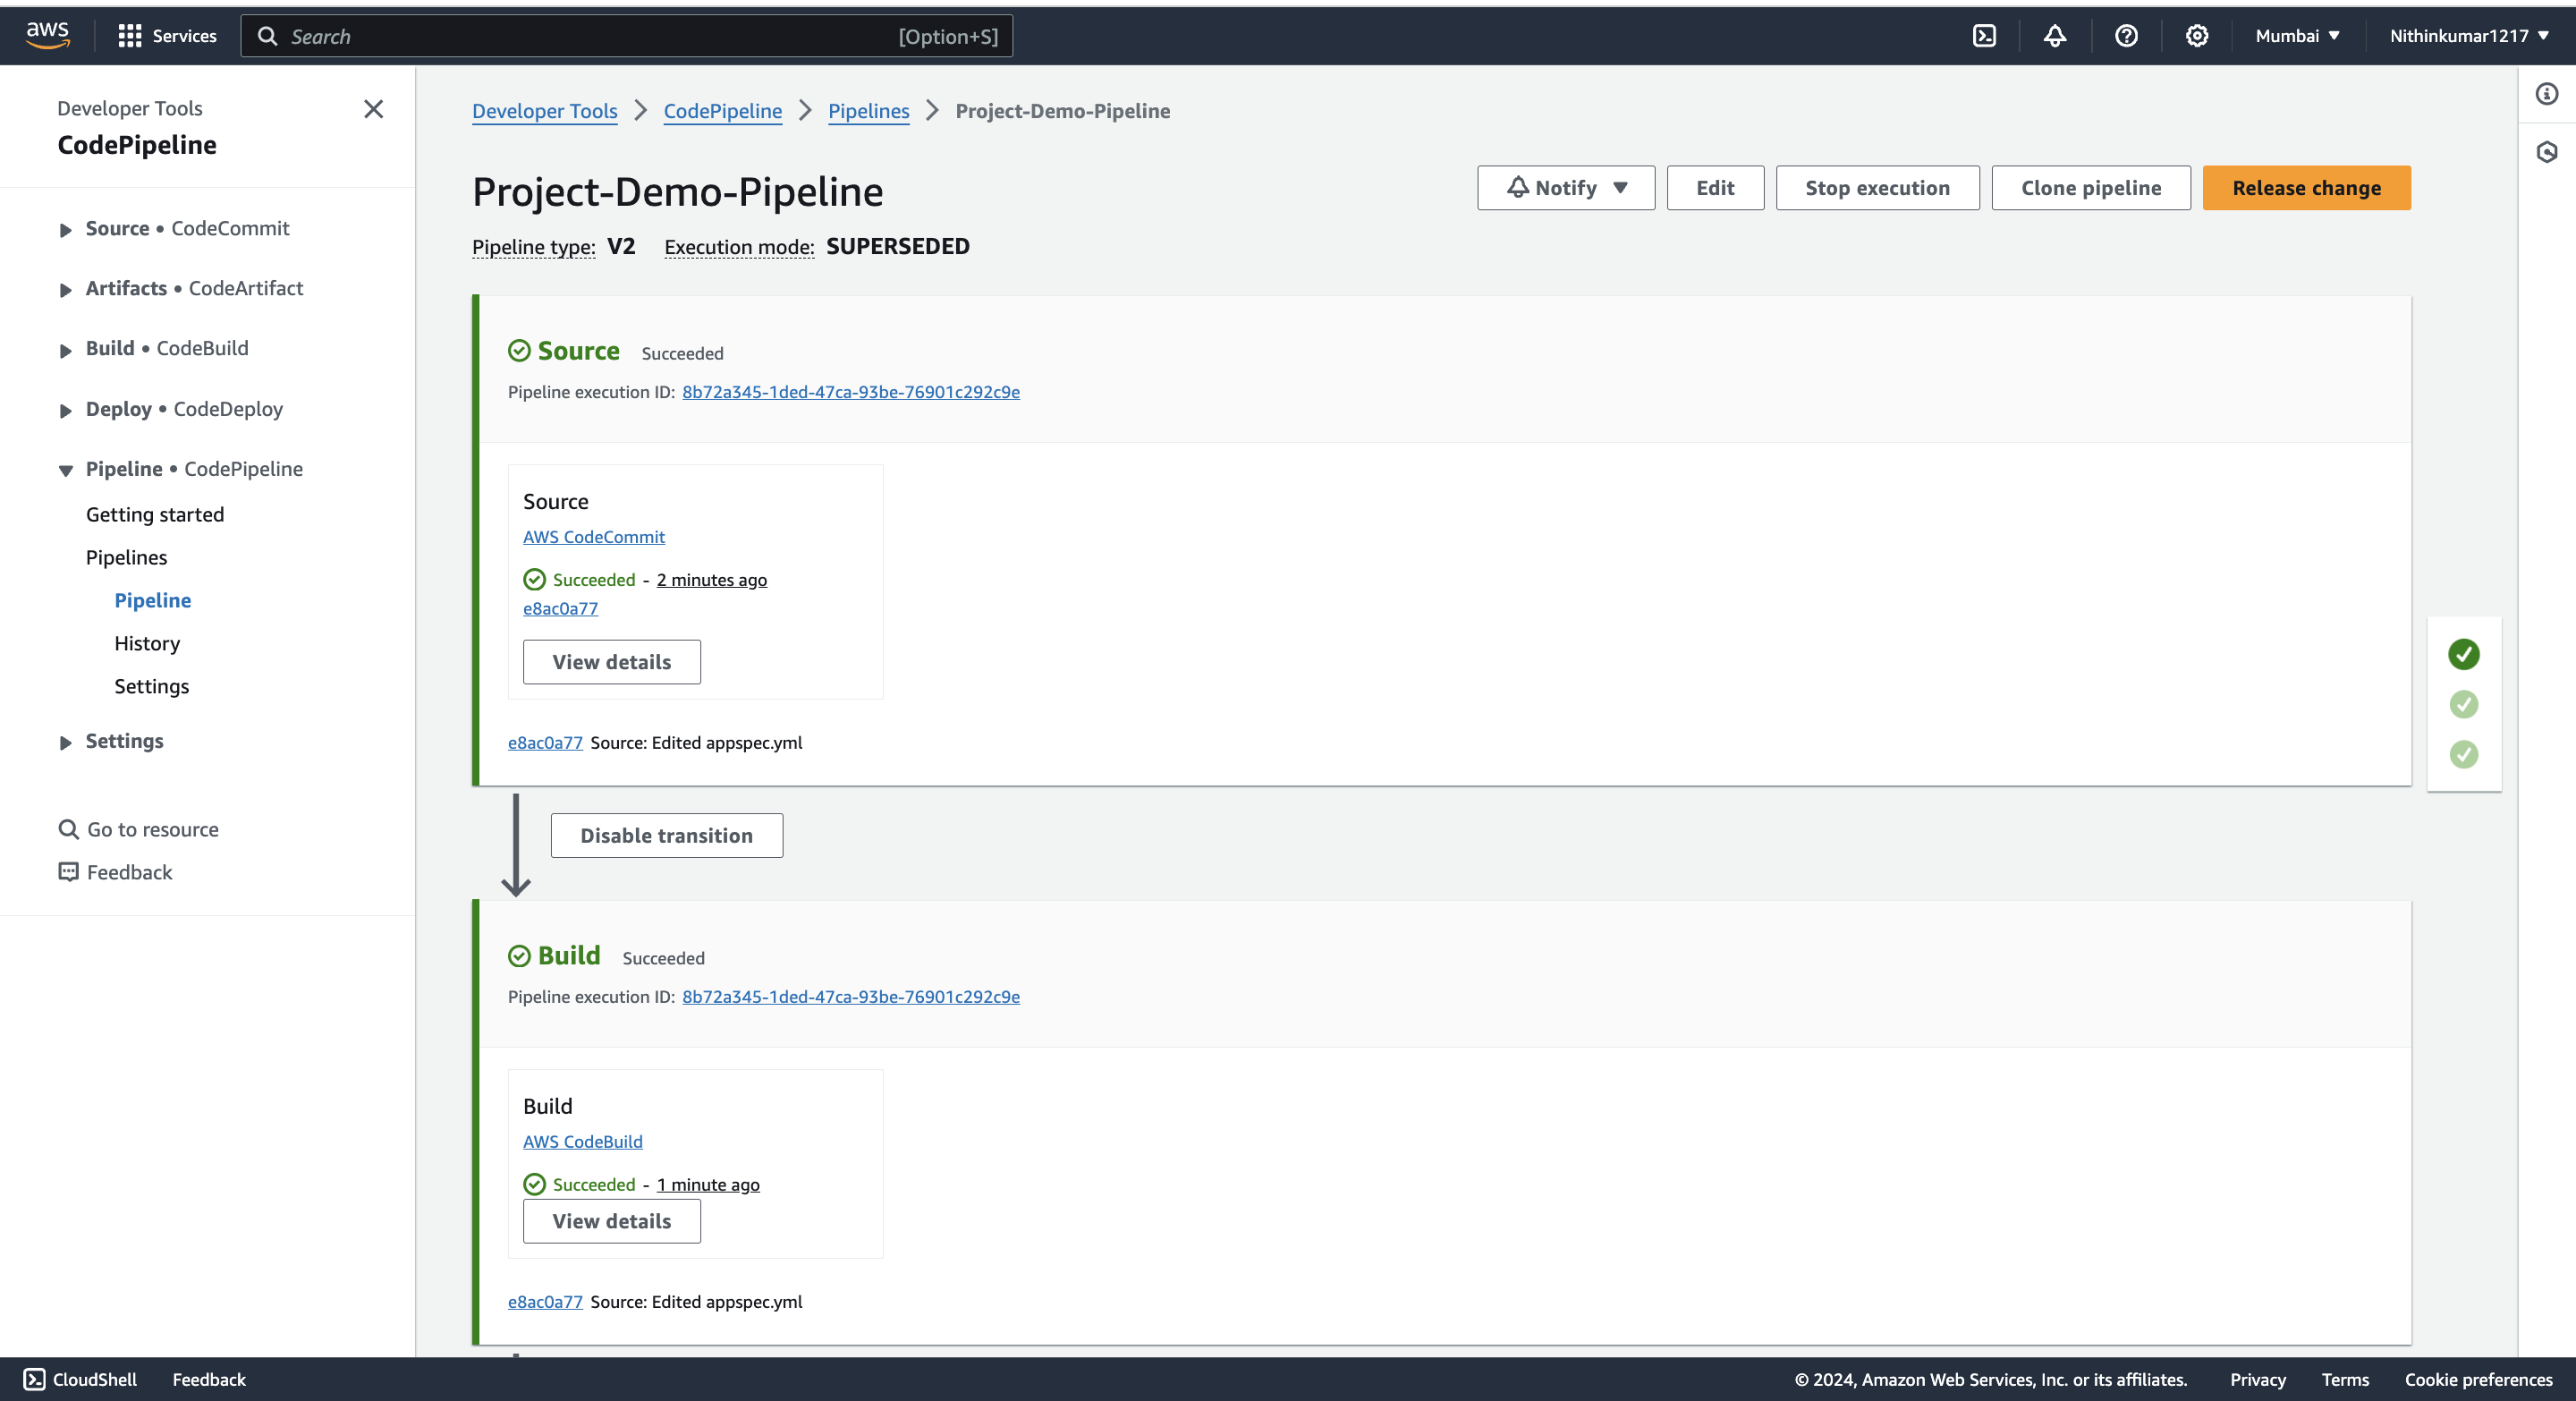 aws
Services
Search
[Option+S]
Mumbai
Nithinkumar1217
Developer Tools
CodePipeline
Source • CodeCommit
Artifacts • CodeArtifact
Build • CodeBuild
Deploy • CodeDeploy
Pipeline • CodePipeline
Getting started
Pipelines
Pipeline
History
Settings
Settings
Go to resource
Feedback
Developer Tools > CodePipeline > Pipelines > Project-Demo-Pipeline
Project-Demo-Pipeline
Notify
Edit
Stop execution
Clone pipeline
Release change
Pipeline type: V2 Execution mode: SUPERSEDED
Source Succeeded
Pipeline execution ID: 8b72a345-1ded-47ca-93be-76901c292c9e
Source
AWS CodeCommit
Succeeded - 2 minutes ago
e8ac0a77
View details
e8ac0a77 Source: Edited appspec.yml
Disable transition
Build Succeeded
Pipeline execution ID: 8b72a345-1ded-47ca-93be-76901c292c9e
Build
AWS CodeBuild
Succeeded - 1 minute ago
View details
e8ac0a77 Source: Edited appspec.yml
CloudShell
Feedback
© 2024, Amazon Web Services, Inc. or its affiliates.
Privacy
Terms
Cookie preferences